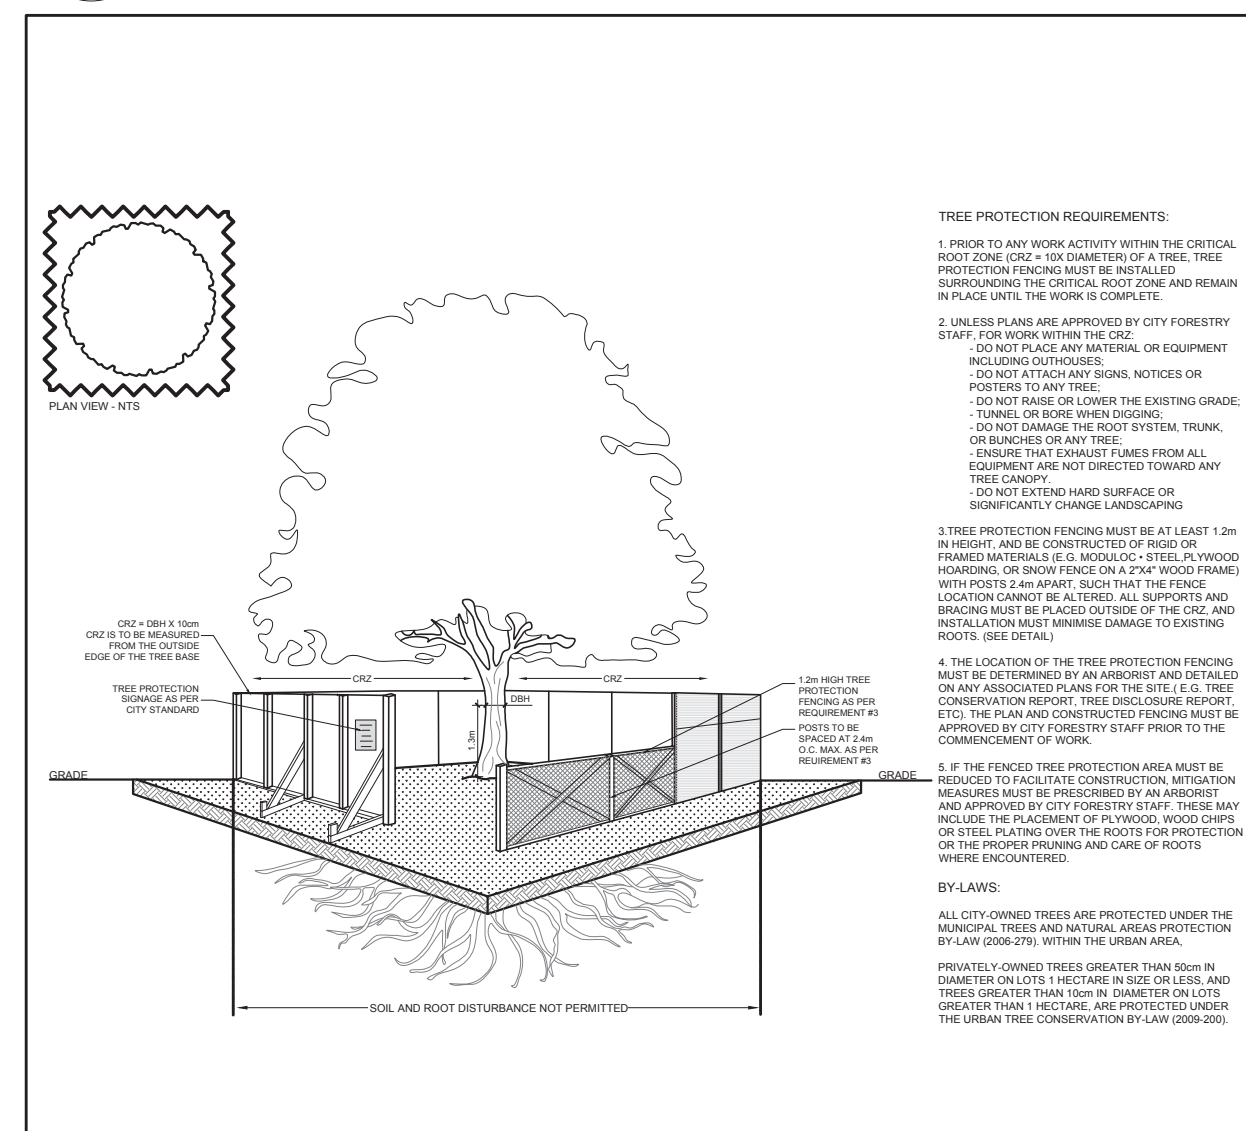 PLAN VIEW - NTS
CRZ = DBH X 10cm
CRZ IS TO BE MEASURED
FROM THE OUTSIDE
EDGE OF THE TREE BASE
TREE PROTECTION
SIGNAGE AS PER
CITY STANDARD
CRZ
CRZ
DBH
1.3m
1.2m HIGH TREE
PROTECTION
FENCING AS PER
REQUIREMENT #3
POSTS TO BE
SPACED AT 2.4m
O.C. MAX. AS PER
REUIREMENT #3
GRADE
GRADE
SOIL AND ROOT DISTURBANCE NOT PERMITTED
TREE PROTECTION REQUIREMENTS:
1. PRIOR TO ANY WORK ACTIVITY WITHIN THE CRITICAL
ROOT ZONE (CRZ = 10X DIAMETER) OF A TREE, TREE
PROTECTION FENCING MUST BE INSTALLED
SURROUNDING THE CRITICAL ROOT ZONE AND REMAIN
IN PLACE UNTIL THE WORK IS COMPLETE.
2. UNLESS PLANS ARE APPROVED BY CITY FORESTRY
STAFF, FOR WORK WITHIN THE CRZ:
- DO NOT PLACE ANY MATERIAL OR EQUIPMENT
INCLUDING OUTHOUSES;
- DO NOT ATTACH ANY SIGNS, NOTICES OR
POSTERS TO ANY TREE;
- DO NOT RAISE OR LOWER THE EXISTING GRADE;
- TUNNEL OR BORE WHEN DIGGING;
- DO NOT DAMAGE THE ROOT SYSTEM, TRUNK,
OR BUNCHES OR ANY TREE;
- ENSURE THAT EXHAUST FUMES FROM ALL
EQUIPMENT ARE NOT DIRECTED TOWARD ANY
TREE CANOPY.
- DO NOT EXTEND HARD SURFACE OR
SIGNIFICANTLY CHANGE LANDSCAPING
3.TREE PROTECTION FENCING MUST BE AT LEAST 1.2m
IN HEIGHT, AND BE CONSTRUCTED OF RIGID OR
FRAMED MATERIALS (E.G. MODULOC • STEEL,PLYWOOD
HOARDING, OR SNOW FENCE ON A 2"X4" WOOD FRAME)
WITH POSTS 2.4m APART, SUCH THAT THE FENCE
LOCATION CANNOT BE ALTERED. ALL SUPPORTS AND
BRACING MUST BE PLACED OUTSIDE OF THE CRZ, AND
INSTALLATION MUST MINIMISE DAMAGE TO EXISTING
ROOTS. (SEE DETAIL)
4. THE LOCATION OF THE TREE PROTECTION FENCING
MUST BE DETERMINED BY AN ARBORIST AND DETAILED
ON ANY ASSOCIATED PLANS FOR THE SITE.( E.G. TREE
CONSERVATION REPORT, TREE DISCLOSURE REPORT,
ETC). THE PLAN AND CONSTRUCTED FENCING MUST BE
APPROVED BY CITY FORESTRY STAFF PRIOR TO THE
COMMENCEMENT OF WORK.
5. IF THE FENCED TREE PROTECTION AREA MUST BE
REDUCED TO FACILITATE CONSTRUCTION, MITIGATION
MEASURES MUST BE PRESCRIBED BY AN ARBORIST
AND APPROVED BY CITY FORESTRY STAFF. THESE MAY
INCLUDE THE PLACEMENT OF PLYWOOD, WOOD CHIPS
OR STEEL PLATING OVER THE ROOTS FOR PROTECTION
OR THE PROPER PRUNING AND CARE OF ROOTS
WHERE ENCOUNTERED.
BY-LAWS:
ALL CITY-OWNED TREES ARE PROTECTED UNDER THE
MUNICIPAL TREES AND NATURAL AREAS PROTECTION
BY-LAW (2006-279). WITHIN THE URBAN AREA,
PRIVATELY-OWNED TREES GREATER THAN 50cm IN
DIAMETER ON LOTS 1 HECTARE IN SIZE OR LESS, AND
TREES GREATER THAN 10cm IN DIAMETER ON LOTS
GREATER THAN 1 HECTARE, ARE PROTECTED UNDER
THE URBAN TREE CONSERVATION BY-LAW (2009-200).